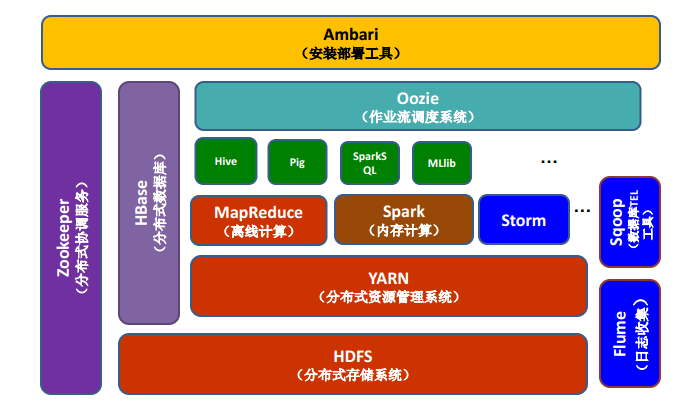 Ambari
（安装部署工具）
Oozie
（作业流调度系统）
Zookeeper
（分布式协调服务）
HBase
（分布式数据库）
Hive
Pig
SparkS
QL
MLlib
...
MapReduce
（离线计算）
Spark
（内存计算）
Storm
...
Sqoop
（数据库TEL
工具）
YARN
（分布式资源管理系统）
Flume
（日志收集）
HDFS
（分布式存储系统）